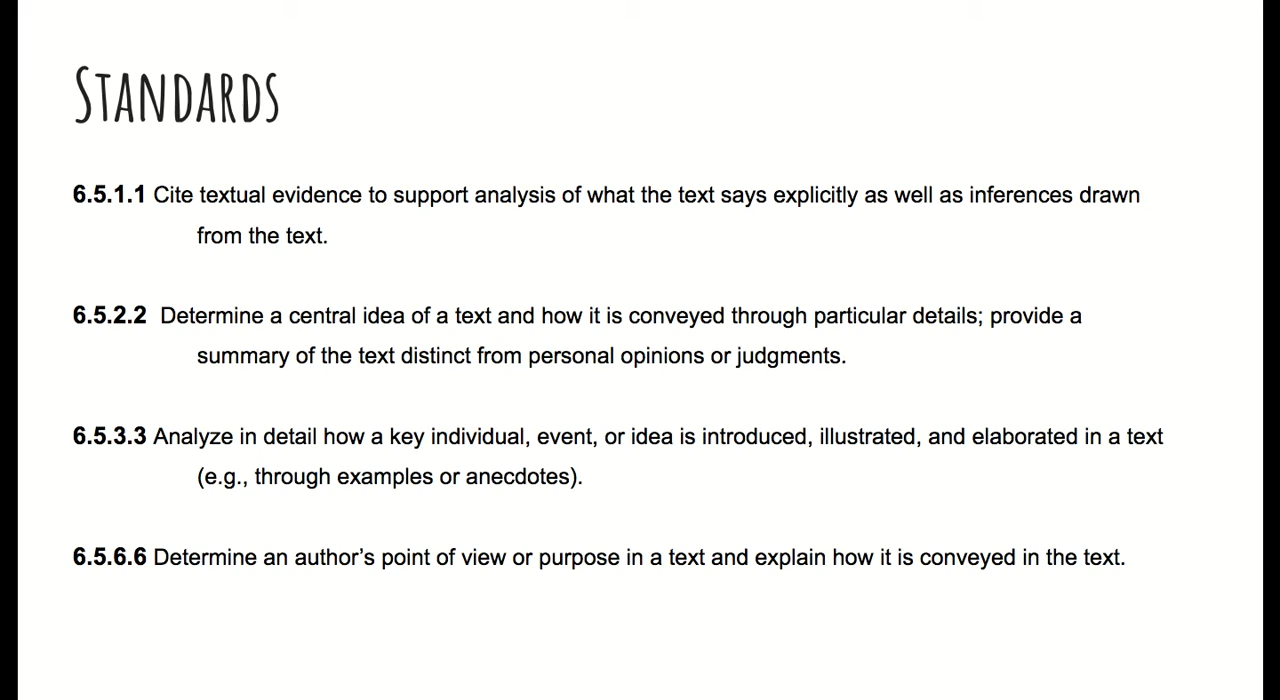 STANDARDS
6.5.1.1 Cite textual evidence to support analysis of what the text says explicitly as well as inferences drawn
from the text.
6.5.2.2 Determine a central idea of a text and how it is conveyed through particular details; provide a
summary of the text distinct from personal opinions or judgments.
6.5.3.3 Analyze in detail how a key individual, event, or idea is introduced, illustrated, and elaborated in a text
(e.g., through examples or anecdotes).
6.5.6.6 Determine an author’s point of view or purpose in a text and explain how it is conveyed in the text.